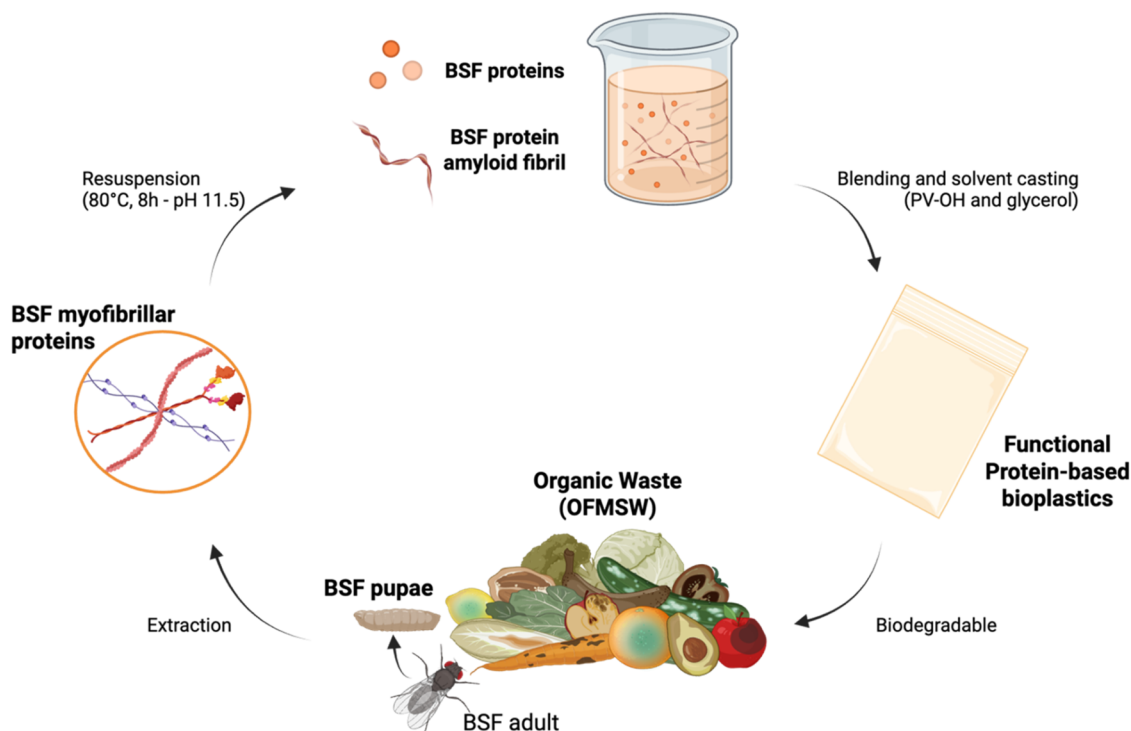 BSF proteins
BSF protein
amyloid fibril
Resuspension
(80°C, 8h - pH 11.5)
Blending and solvent casting
(PV-OH and glycerol)
BSF myofibrillar
proteins
Functional
Protein-based
bioplastics
Organic Waste
(OFMSW)
BSF pupae
Extraction
Biodegradable
BSF adult